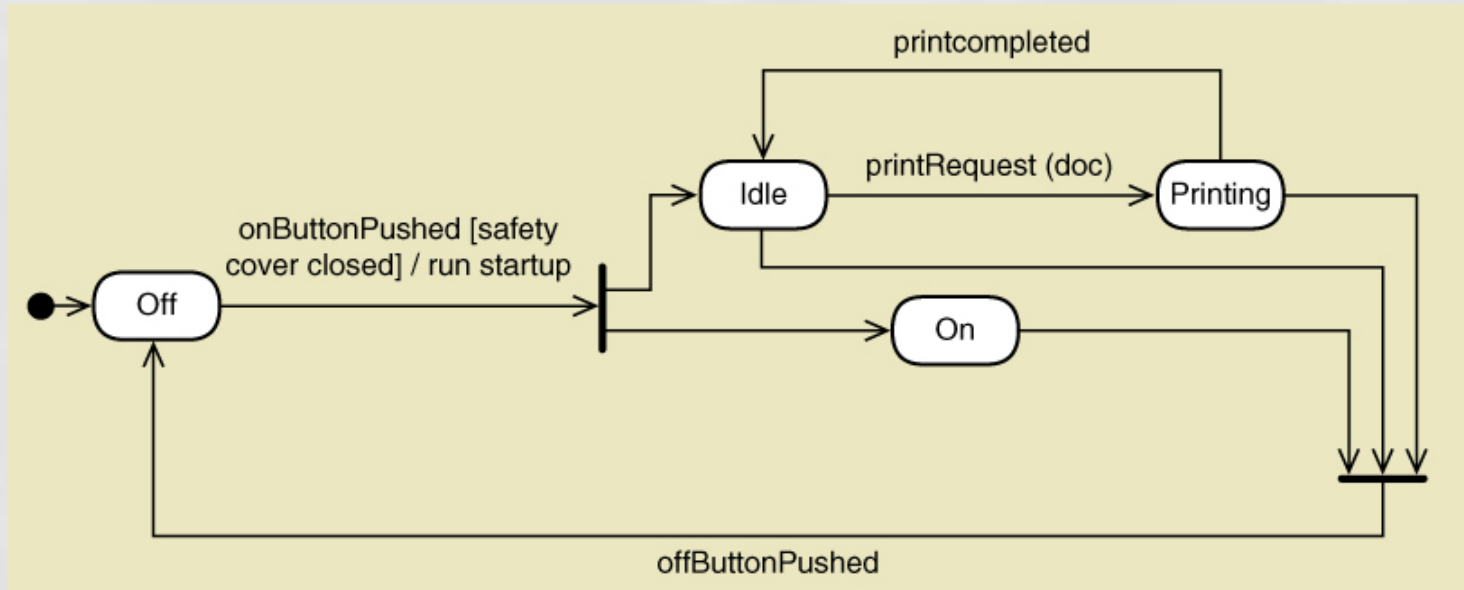 printcompleted
Idle
printRequest (doc)
Printing
onButtonPushed [safety
cover closed] / run startup
Off
On
offButtonPushed